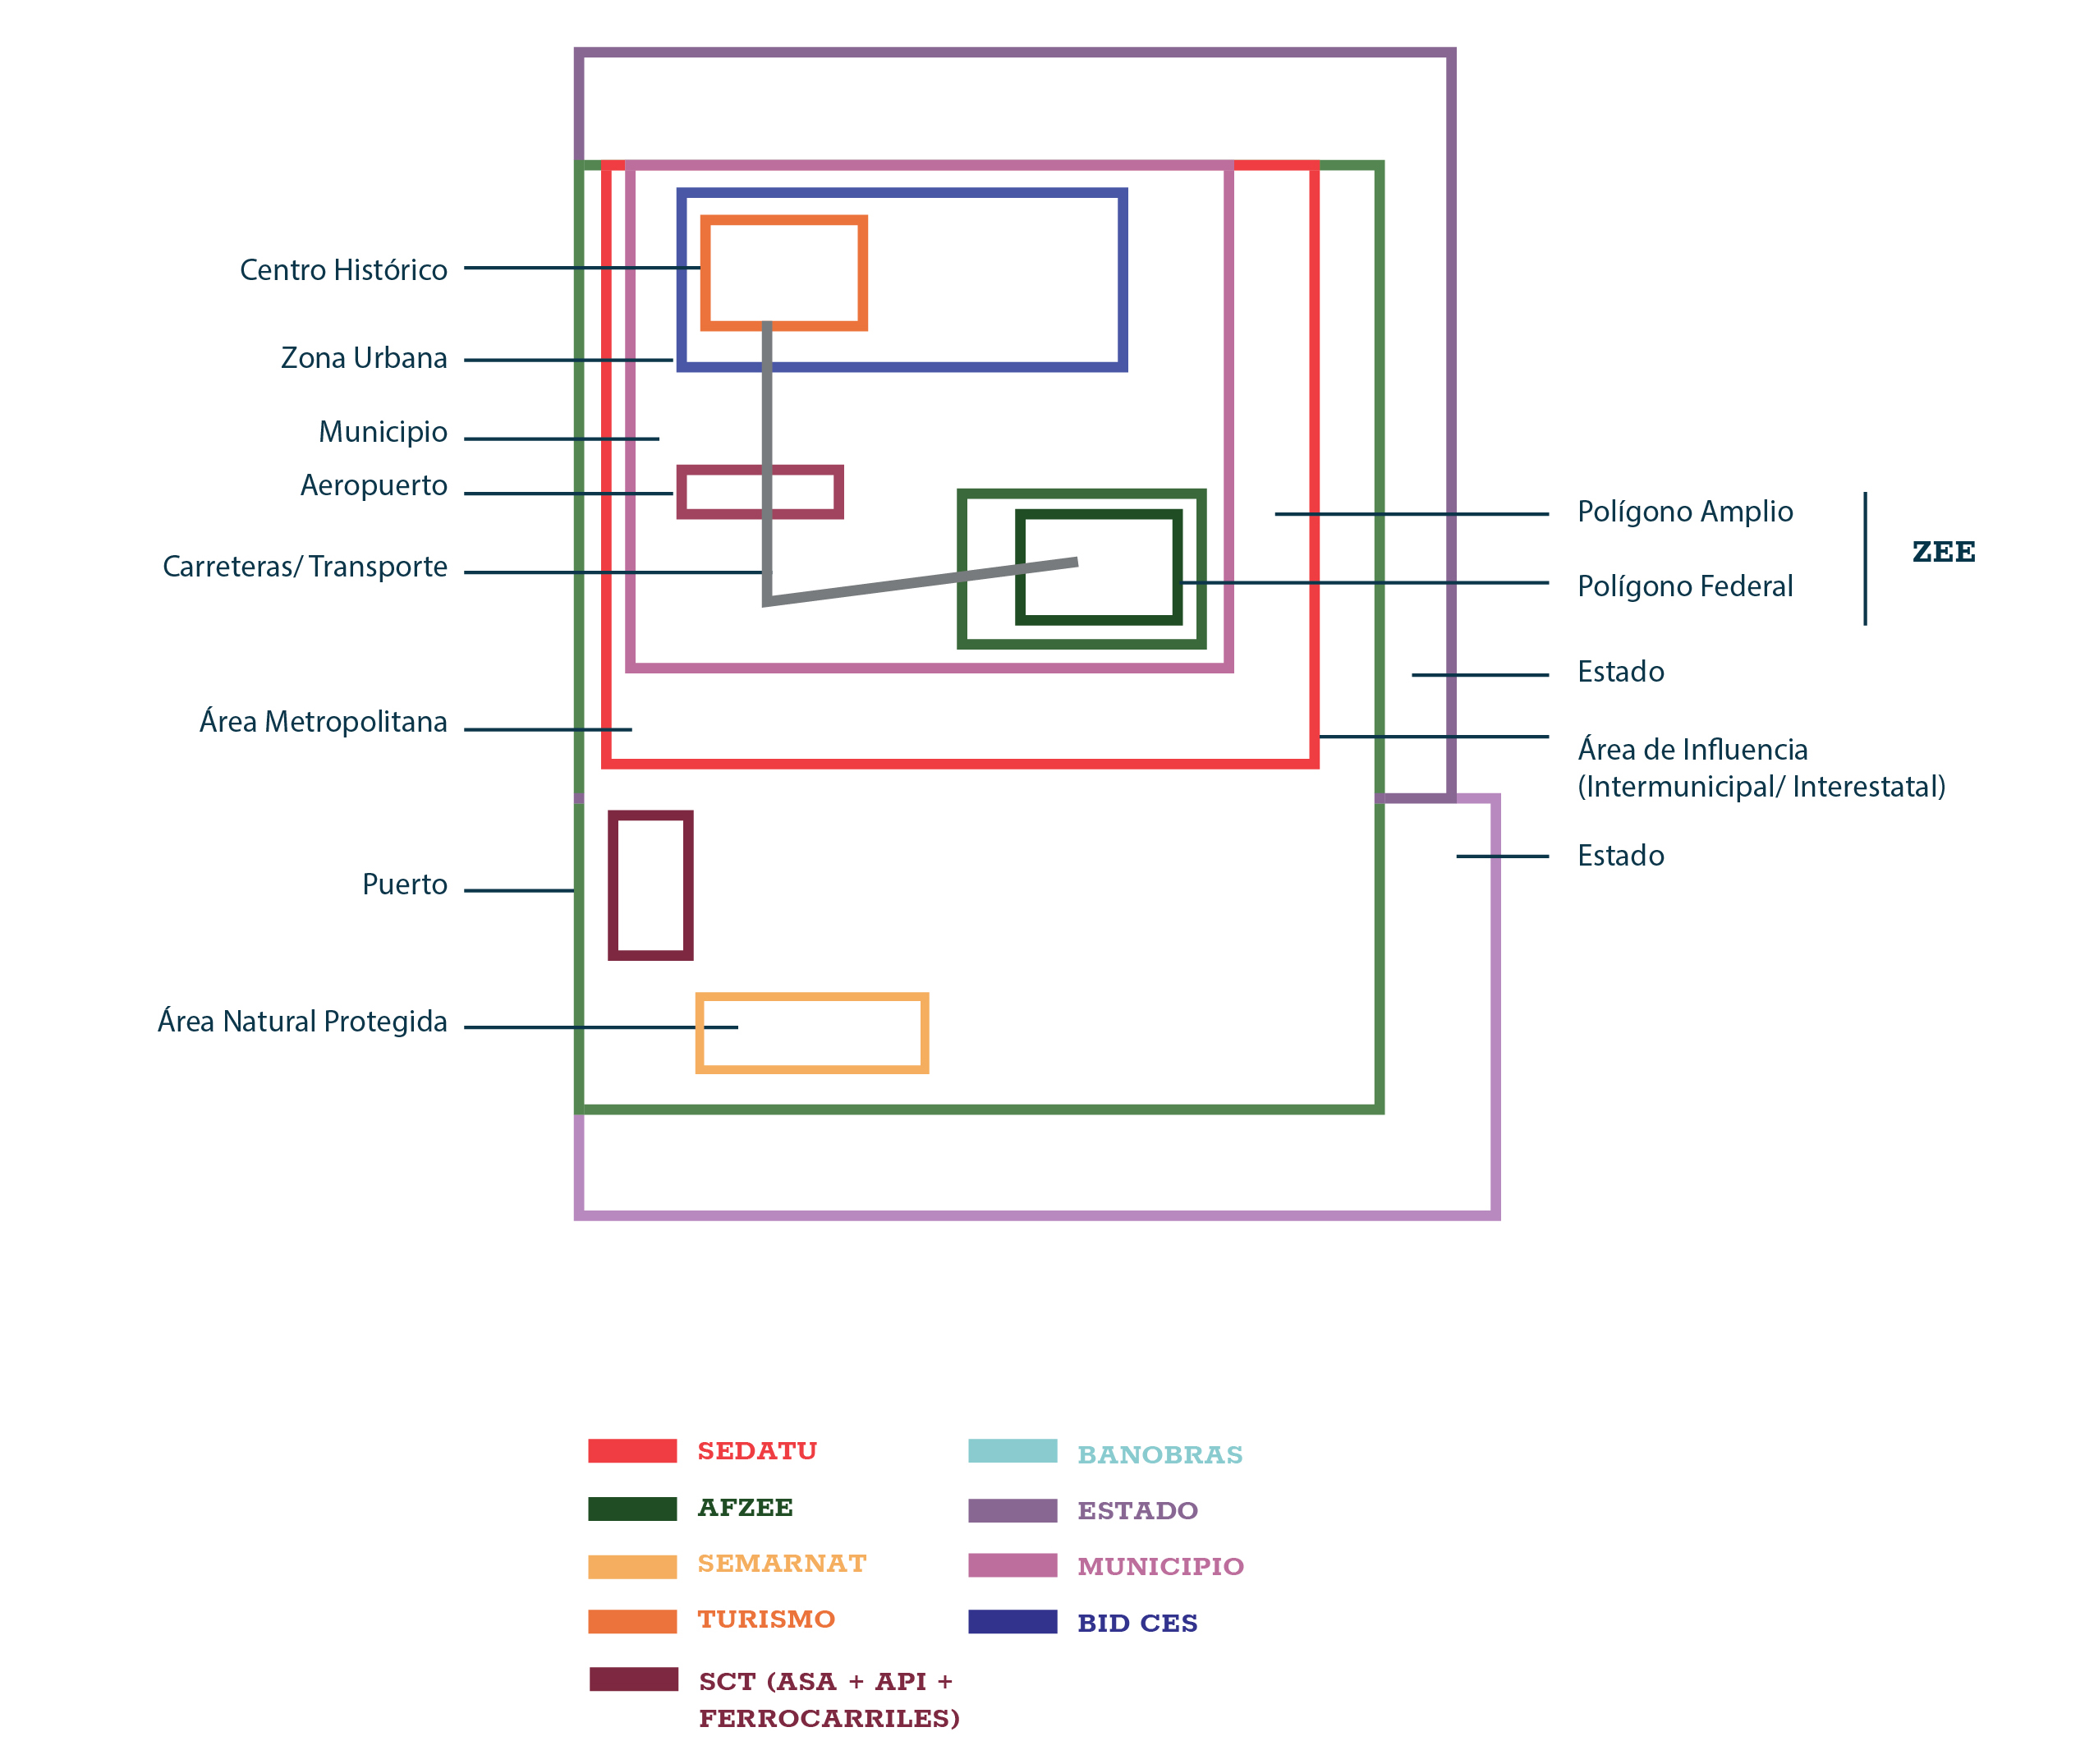 Centro Histórico
Zona Urbana
Municipio
Aeropuerto
Carreteras/ Transporte
Área Metropolitana
Puerto
Área Natural Protegida
Polígono Amplio
Polígono Federal
ZEE
Estado
Área de Influencia
(Intermunicipal/ Interestatal)
Estado
SEDATU
AFZEE
SEMARNAT
TURISMO
SCT (ASA + API +
FERROCARRILES)
BANOBRAS
ESTADO
MUNICIPIO
BID CES